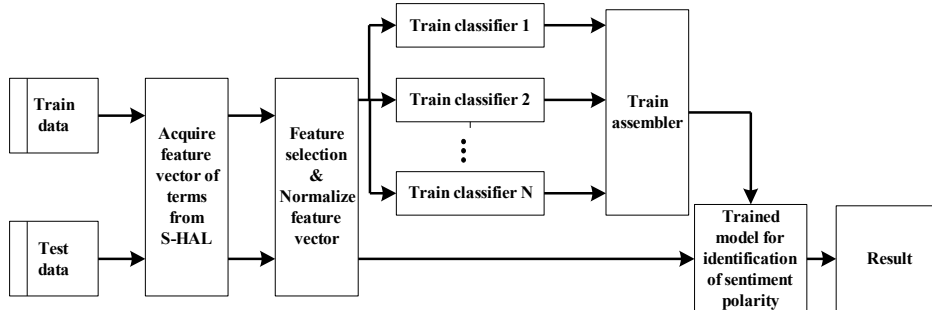 Train
data
Test
data
Acquire
feature
vector of
terms
from
S-HAL
Feature
selection
&
Normalize
feature
vector
Train classifier 1
Train classifier 2
Train classifier N
Train
assembler
Trained
model for
identification
of sentiment
polarity
Result